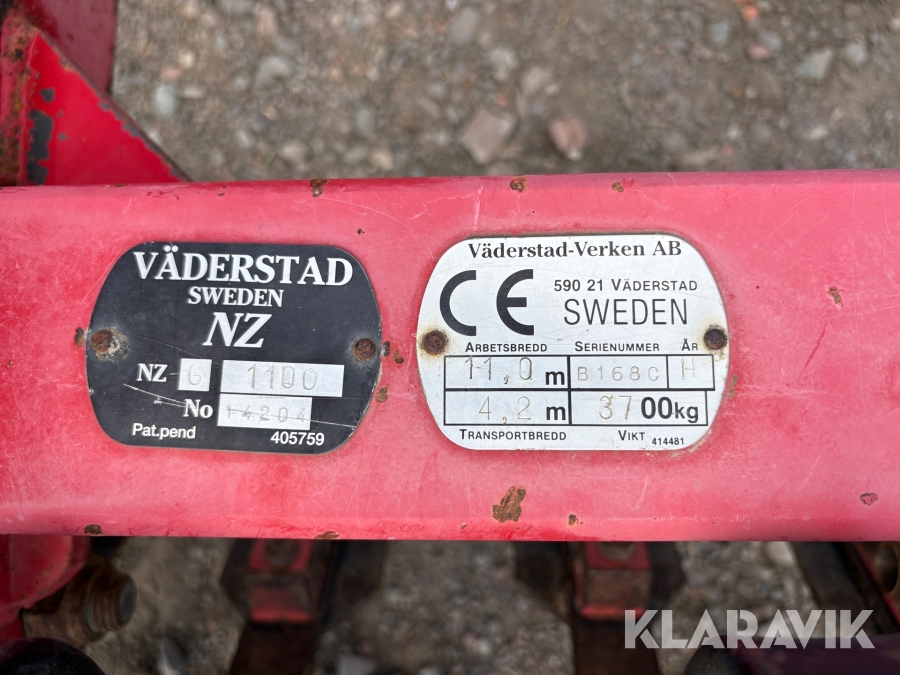 VÄDERSTAD
SWEDEN
NZ
NZ G 1100
No 14204
Pat.pend 405759
Väderstad-Verken AB
CE
590 21 VÄDERSTAD
SWEDEN
ARBETSBREDD SERIENUMMER ÅR
11,0 m B168C H
4,2 m 3700kg
TRANSPORTBREDD VIKT 414481
KLARAVIK